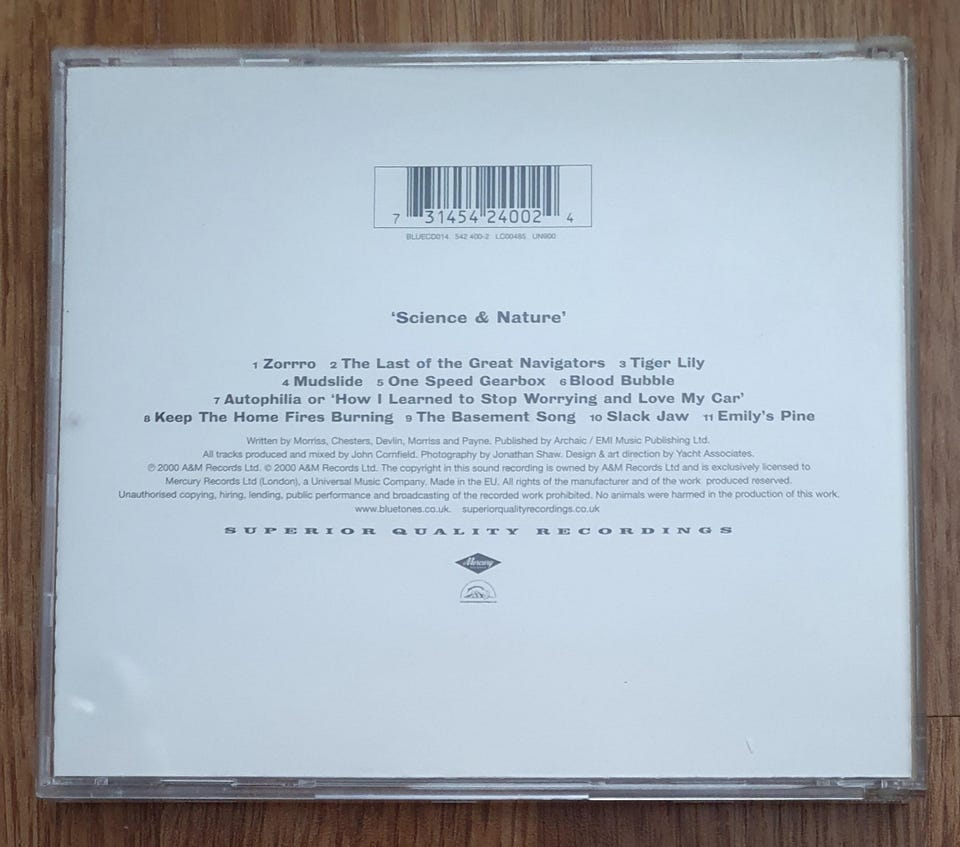 7 31454 24002 4
BLUECD014 542 400-2 LC00485 UN900
‘Science & Nature’
1 Zorrro 2 The Last of the Great Navigators 3 Tiger Lily
4 Mudslide 5 One Speed Gearbox 6 Blood Bubble
7 Autophilia or ‘How I Learned to Stop Worrying and Love My Car’
8 Keep The Home Fires Burning 9 The Basement Song 10 Slack Jaw 11 Emily’s Pine
Written by Morriss, Chesters, Devlin, Morriss and Payne. Published by Archaic / EMI Music Publishing Ltd.
All tracks produced and mixed by John Cornfield. Photography by Jonathan Shaw. Design & art direction by Yacht Associates.
℗ 2000 A&M Records Ltd. © 2000 A&M Records Ltd. The copyright in this sound recording is owned by A&M Records Ltd and is exclusively licensed to
Mercury Records Ltd (London), a Universal Music Company. Made in the EU. All rights of the manufacturer and of the work produced reserved.
Unauthorised copying, hiring, lending, public performance and broadcasting of the recorded work prohibited. No animals were harmed in the production of this work.
www.bluetones.co.uk. superiorqualityrecordings.co.uk
SUPERIOR QUALITY RECORDINGS
Mercury